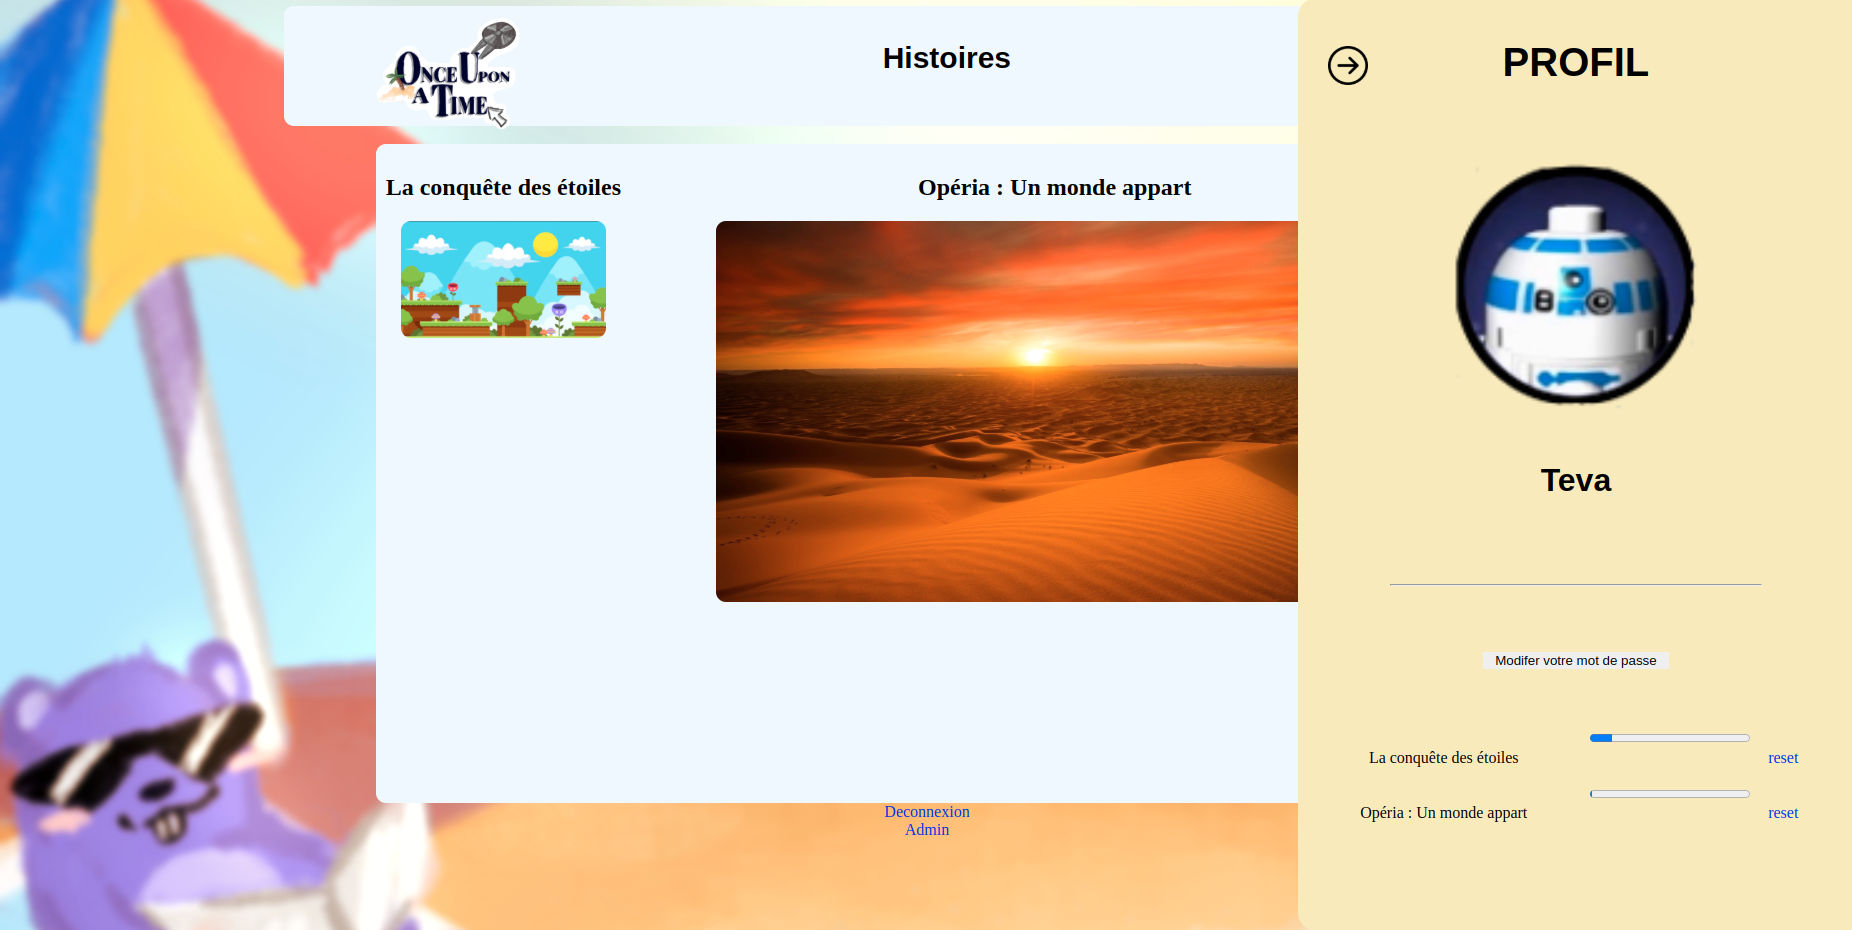 Once Upon
A Time
Histoires
PROFIL
La conquête des étoiles
Opéria : Un monde appart
Teva
Modifer votre mot de passe
La conquête des étoiles
reset
Opéria : Un monde appart
reset
Deconnexion
Admin